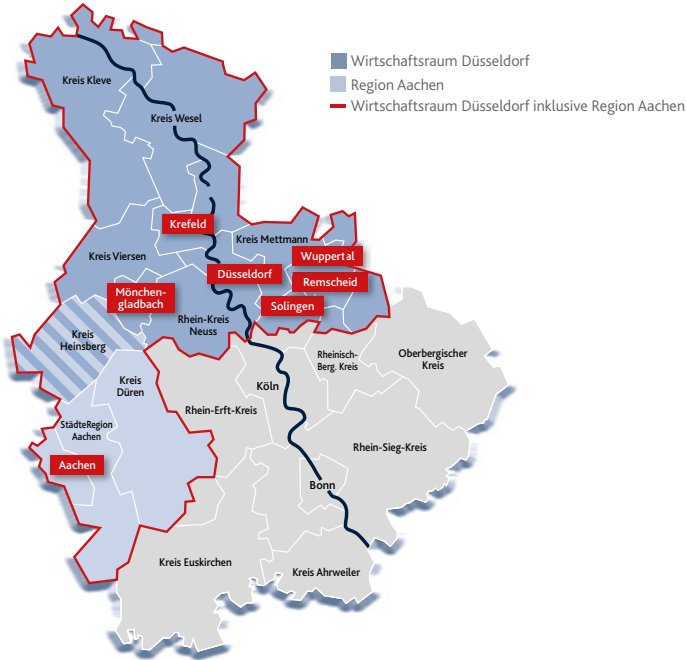 Wirtschaftsraum Düsseldorf
Region Aachen
Wirtschaftsraum Düsseldorf inklusive Region Aachen
Kreis Kleve
Kreis Wesel
Krefeld
Kreis Mettmann
Kreis Viersen
Wuppertal
Düsseldorf
Remscheid
Mönchen-
gladbach
Solingen
Rhein-Kreis
Neuss
Kreis
Heinsberg
Rheinisch-
Berg. Kreis
Oberbergischer
Kreis
Kreis
Düren
Köln
Rhein-Erft-Kreis
StädteRegion
Aachen
Rhein-Sieg-Kreis
Aachen
Bonn
Kreis Euskirchen
Kreis Ahrweiler